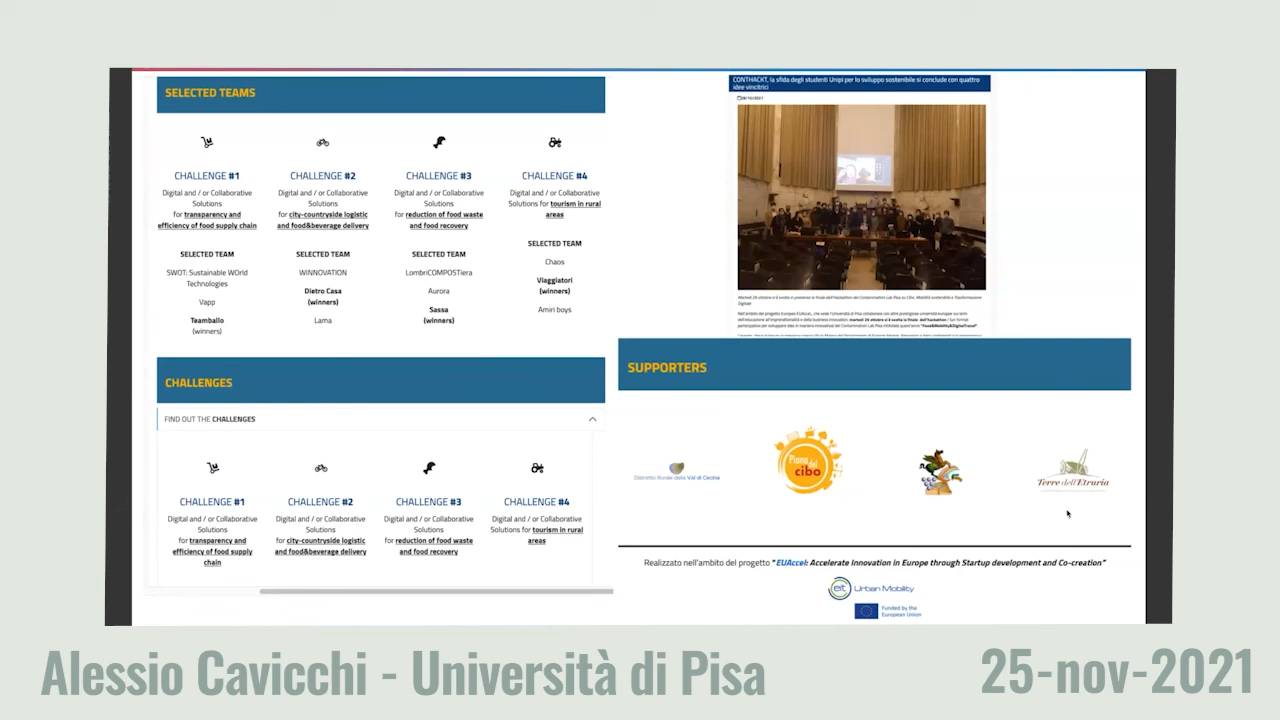 SELECTED TEAMS
CHALLENGE #1
Digital and / or Collaborative
Solutions
for transparency and
efficiency of food supply chain
SELECTED TEAM
SWOT: Sustainable WOrld
Technologies
Vapp
Teamballo
(winners)
CHALLENGE #2
Digital and / or Collaborative
Solutions
for city-countryside logistic
and food&beverage delivery
SELECTED TEAM
WINNOVATION
Dietro Casa
(winners)
Lama
CHALLENGE #3
Digital and / or Collaborative
Solutions
for reduction of food waste
and food recovery
SELECTED TEAM
LombriCOMPOSTiera
Aurora
Sassa
(winners)
CHALLENGE #4
Digital and / or Collaborative
Solutions for tourism in rural
areas
SELECTED TEAM
Chaos
Viaggiatori
(winners)
Amiri boys
CHALLENGES
FIND OUT THE CHALLENGES
CHALLENGE #1
Digital and / or Collaborative
Solutions
for transparency and
efficiency of food supply
chain
CHALLENGE #2
Digital and / or Collaborative
Solutions
for city-countryside logistic
and food&beverage delivery
CHALLENGE #3
Digital and / or Collaborative
Solutions
for reduction of food waste
and food recovery
CHALLENGE #4
Digital and / or Collaborative
Solutions for tourism in rural
areas
CONTHACKT, la sfida degli studenti Unipi per lo sviluppo sostenibile si conclude con quattro
idee vincitrici
SUPPORTERS
Distretto Rurale della Val di Cecina
Piana del
cibo
Terre dell'Etruria
Realizzato nell'ambito del progetto "EUAccel: Accelerate Innovation in Europe through Startup development and Co-creation"
eit Urban Mobility
Funded by the
European Union
Alessio Cavicchi - Università di Pisa
25-nov-2021